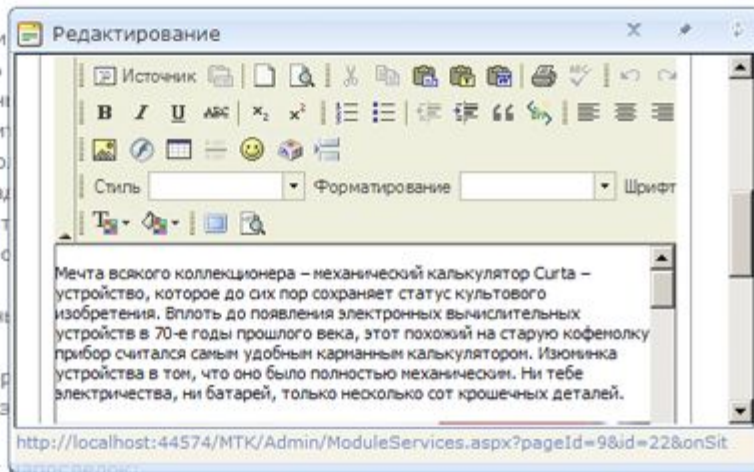 Редактирование
Источник
B I U ABC x₂ x²
Стиль Форматирование Шрифт
Мечта всякого коллекционера – механический калькулятор Curta –
устройство, которое до сих пор сохраняет статус культового
изобретения. Вплоть до появления электронных вычислительных
устройств в 70-е годы прошлого века, этот похожий на старую кофемолку
прибор считался самым удобным карманным калькулятором. Изюминка
устройства в том, что оно было полностью механическим. Ни тебе
электричества, ни батарей, только несколько сот крошечных деталей.
http://localhost:44574/MTK/Admin/ModuleServices.aspx?pageId=9&id=22&onSit